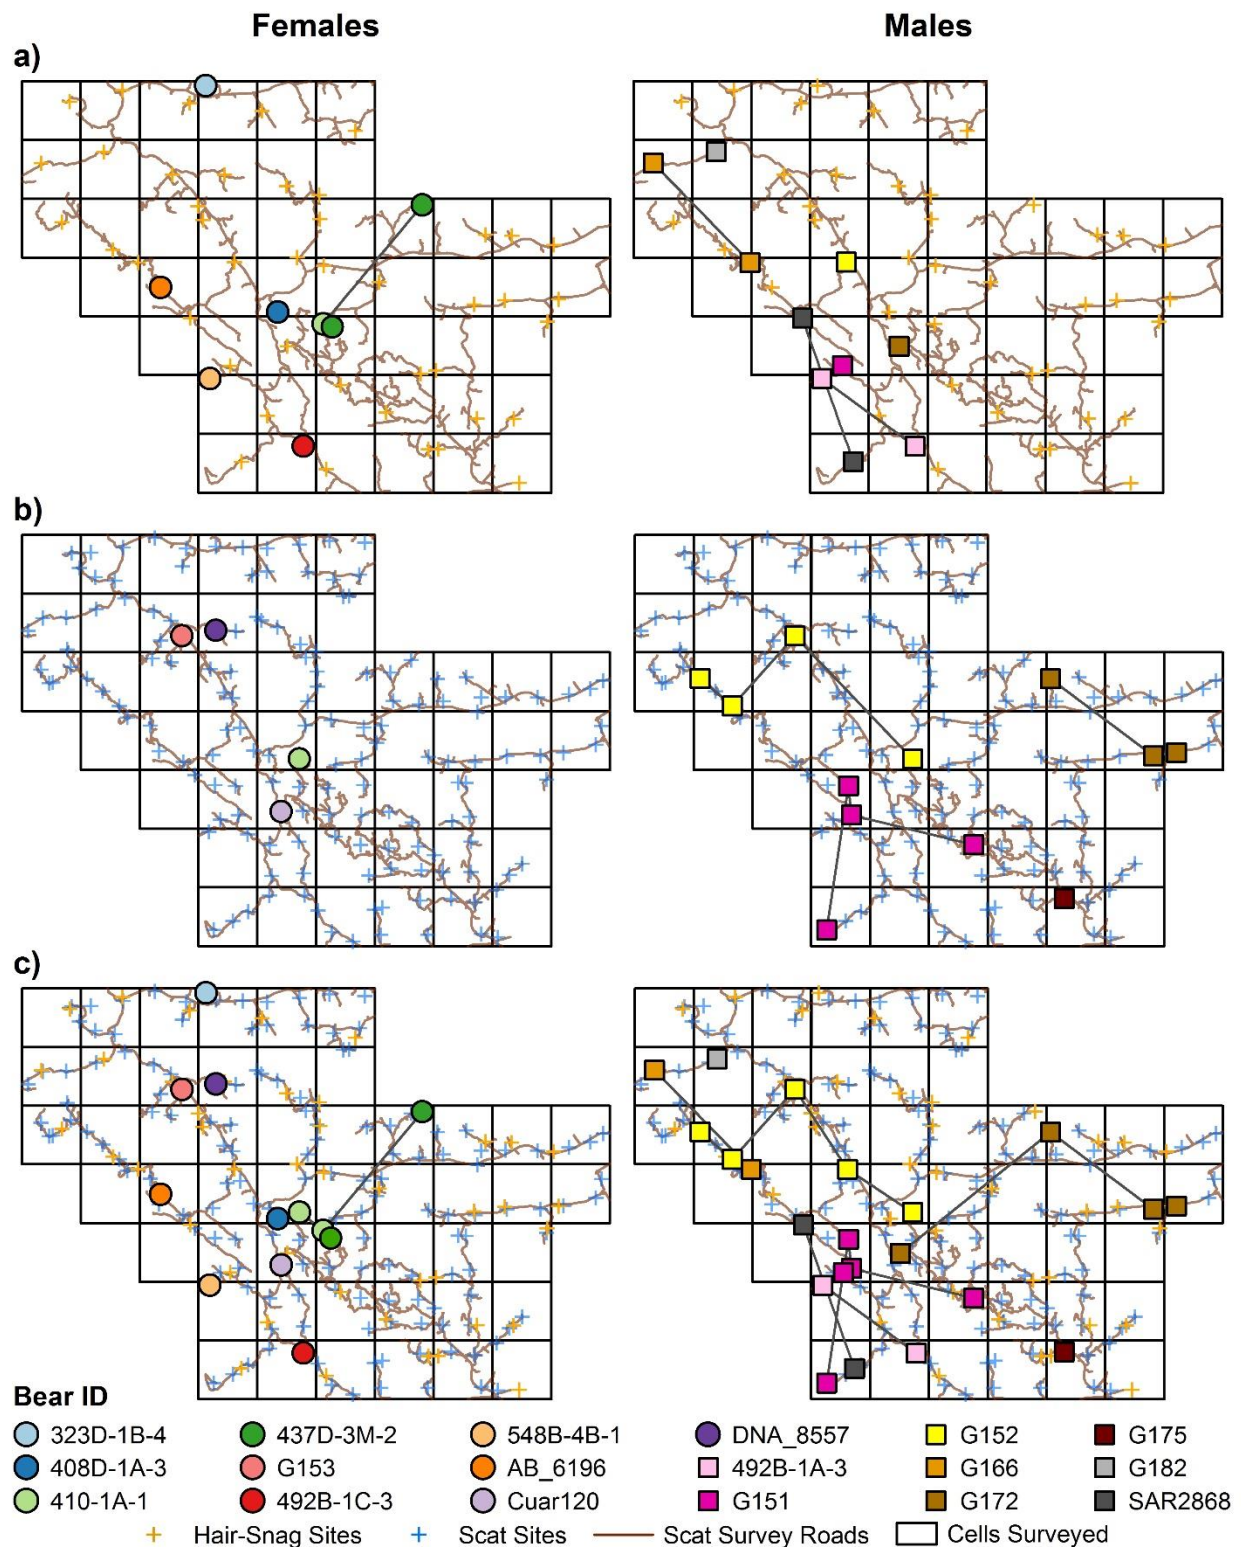 Females Males
a)
b)
c)
Bear ID
323D-1B-4 437D-3M-2 548B-4B-1 DNA_8557 G152 G175
408D-1A-3 G153 AB_6196 492B-1A-3 G166 G182
410-1A-1 492B-1C-3 Cuar120 G151 G172 SAR2868
Hair-Snag Sites Scat Sites Scat Survey Roads Cells Surveyed